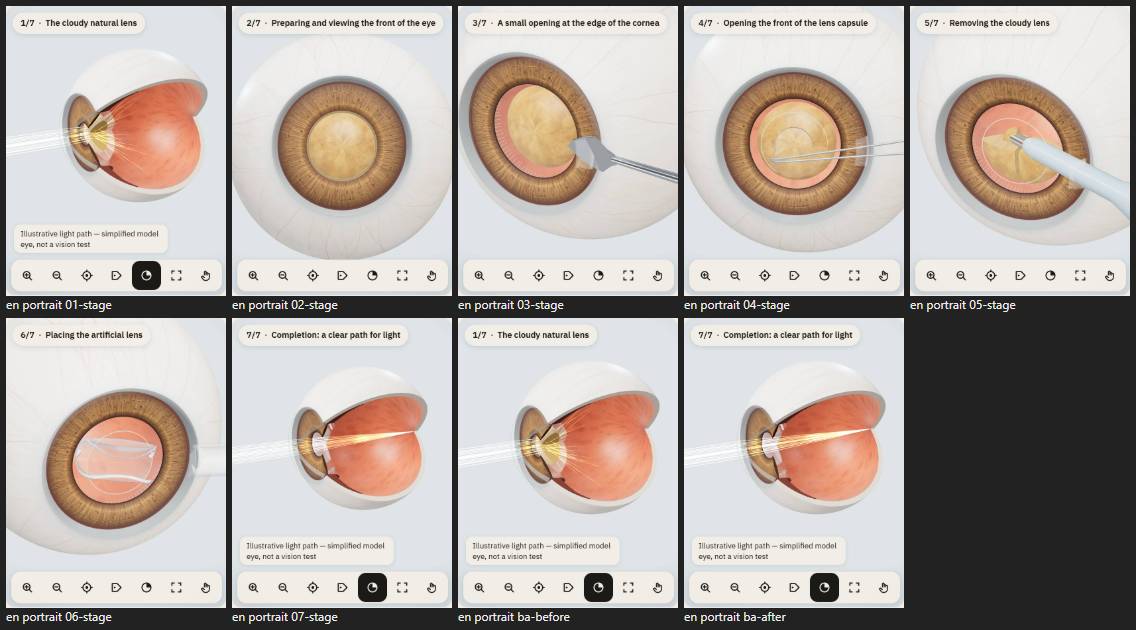 1/7 · The cloudy natural lens
2/7 · Preparing and viewing the front of the eye
3/7 · A small opening at the edge of the cornea
4/7 · Opening the front of the lens capsule
5/7 · Removing the cloudy lens
Illustrative light path — simplified model
eye, not a vision test
en portrait 01-stage
en portrait 02-stage
en portrait 03-stage
en portrait 04-stage
en portrait 05-stage
6/7 · Placing the artificial lens
7/7 · Completion: a clear path for light
1/7 · The cloudy natural lens
7/7 · Completion: a clear path for light
Illustrative light path — simplified model
eye, not a vision test
Illustrative light path — simplified model
eye, not a vision test
Illustrative light path — simplified model
eye, not a vision test
en portrait 06-stage
en portrait 07-stage
en portrait ba-before
en portrait ba-after